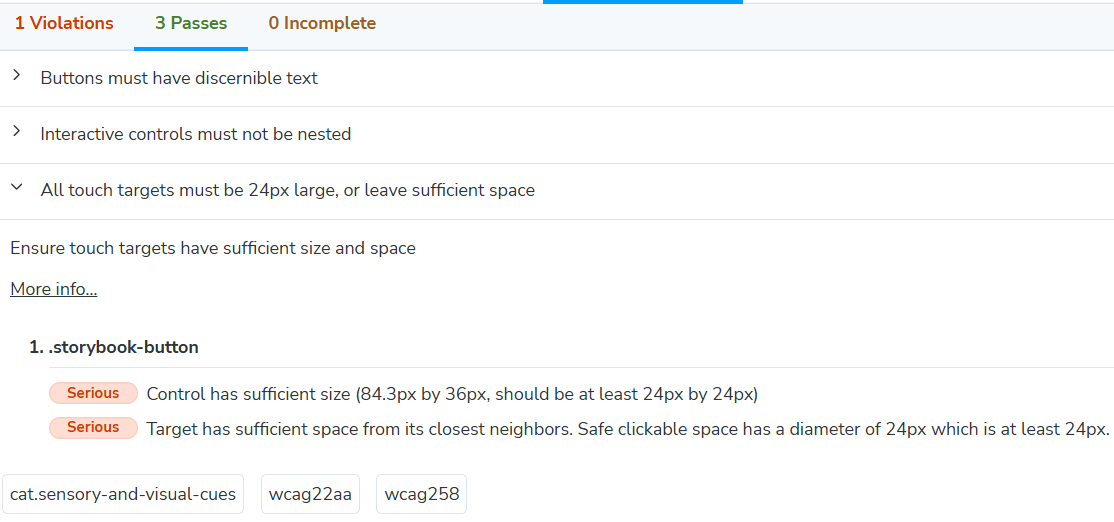 1 Violations 3 Passes 0 Incomplete
Buttons must have discernible text
Interactive controls must not be nested
All touch targets must be 24px large, or leave sufficient space
Ensure touch targets have sufficient size and space
More info...
1. .storybook-button
Serious Control has sufficient size (84.3px by 36px, should be at least 24px by 24px)
Serious Target has sufficient space from its closest neighbors. Safe clickable space has a diameter of 24px which is at least 24px.
cat.sensory-and-visual-cues wcag22aa wcag258